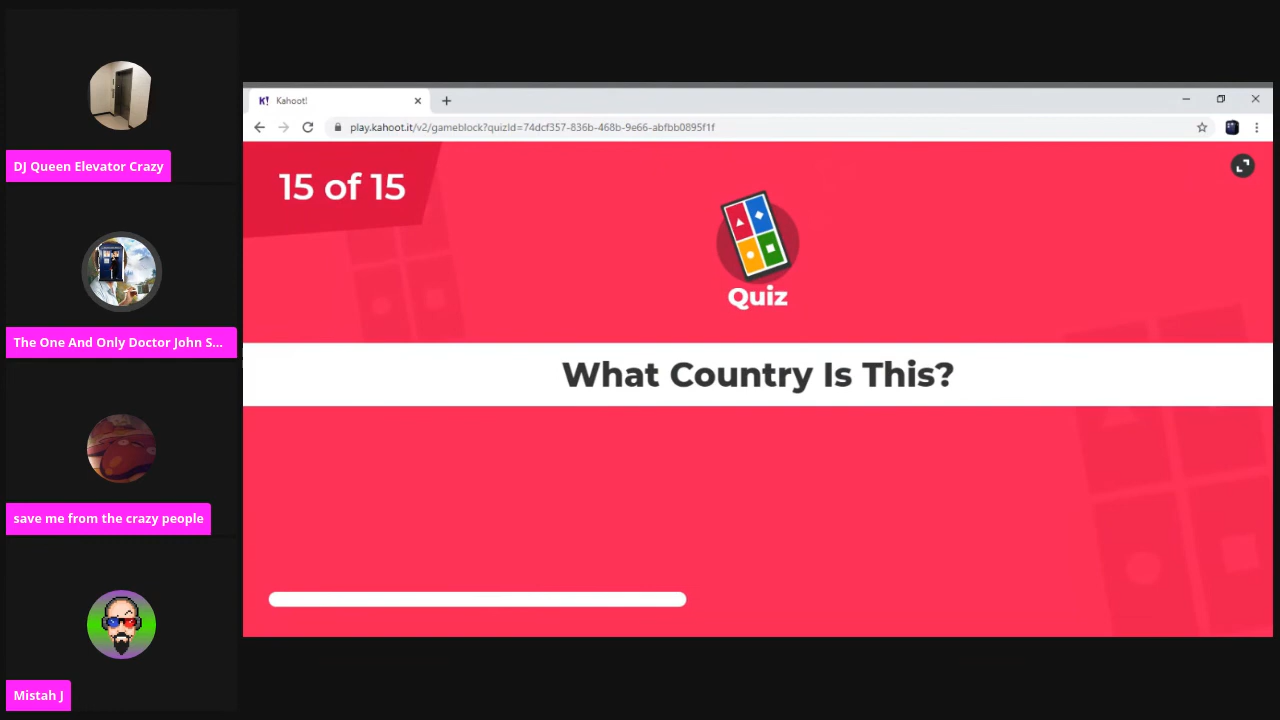 DJ Queen Elevator Crazy
The One And Only Doctor John S...
save me from the crazy people
Mistah J
K! Kahoot!
play.kahoot.it/v2/gameblock?quizId=74dcf357-836b-468b-9e66-abfbb0895f1f
15 of 15
Quiz
What Country Is This?